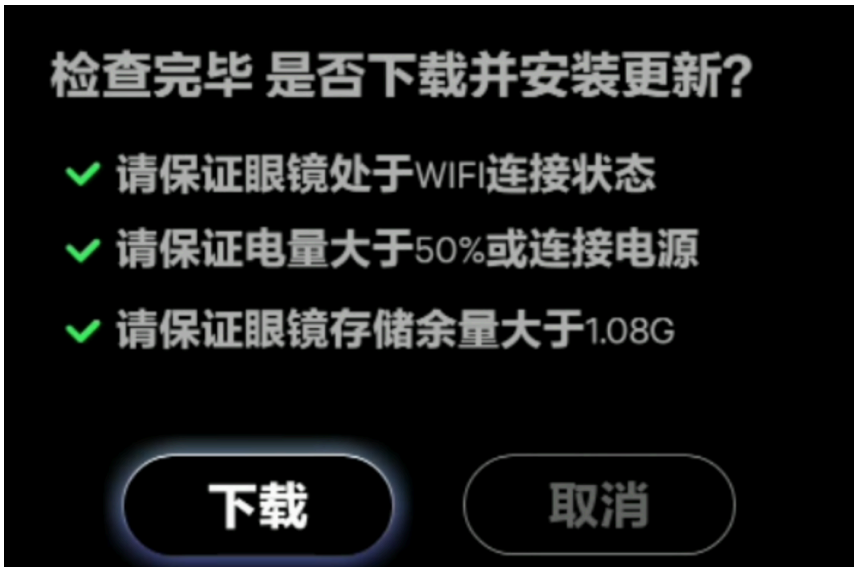 检查完毕 是否下载并安装更新?
请保证眼镜处于WIFI连接状态
请保证电量大于50%或连接电源
请保证眼镜存储余量大于1.08G
下载 取消